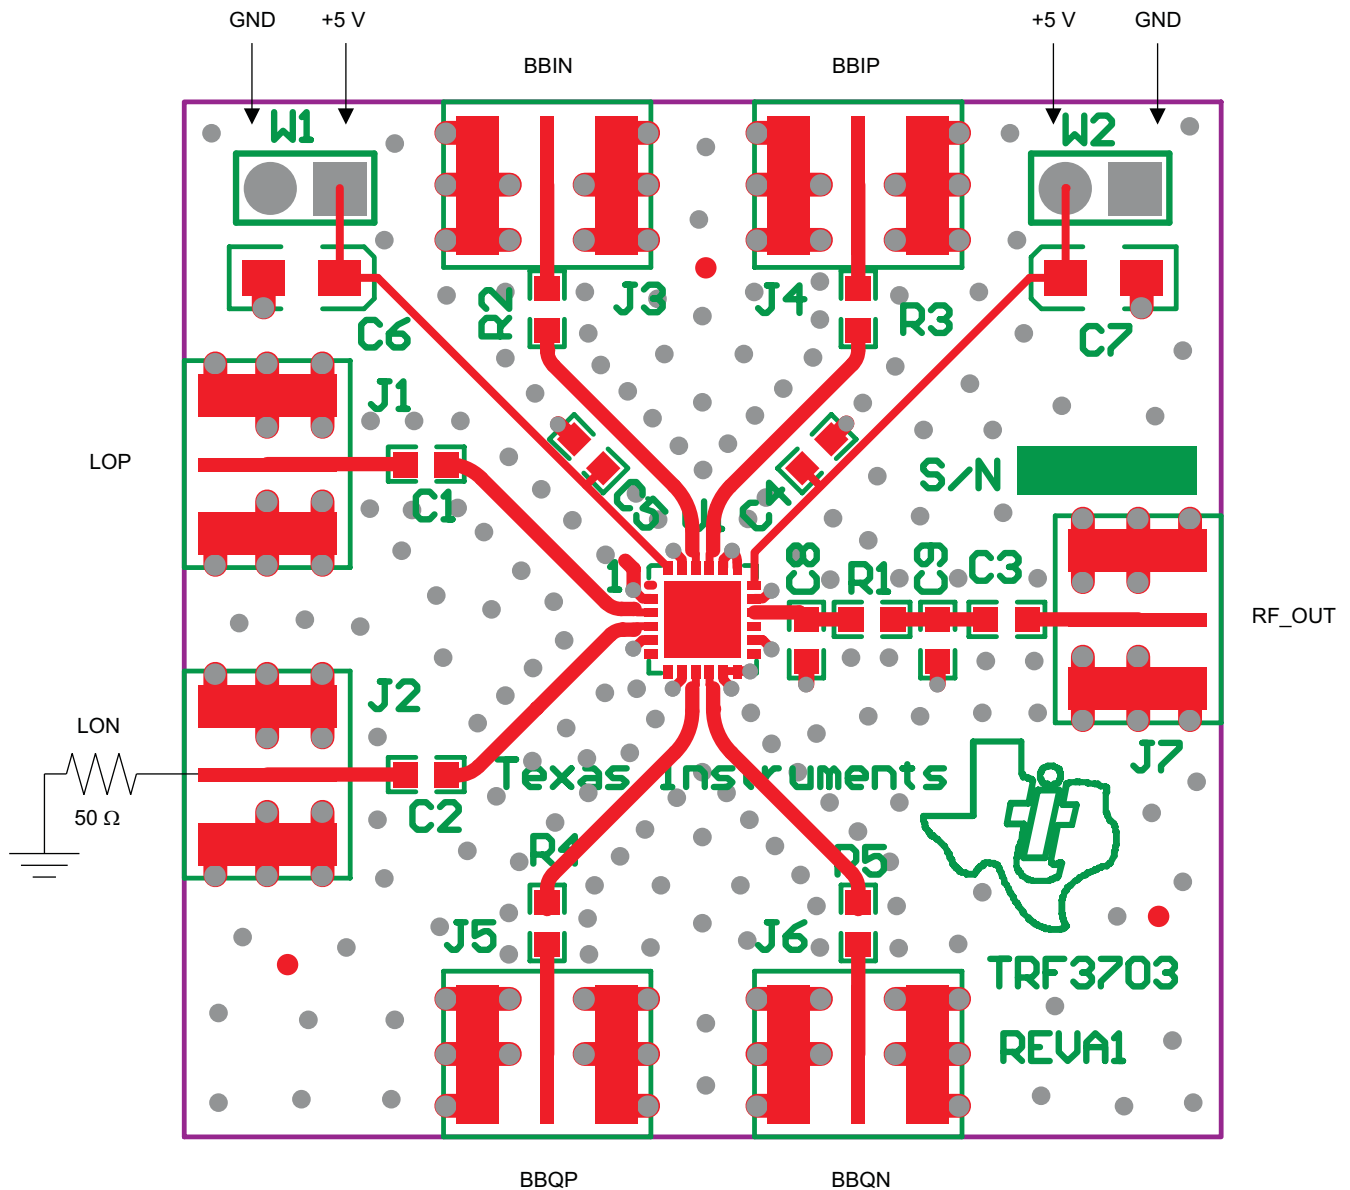 GND
+5 V
+5 V
GND
BBIN
BBIP
W1
W2
R2
J3
J4
R3
C6
C7
J1
LOP
C1
C5
U1
C4
S/N
1
C8
R1
C9
C3
RF_OUT
J2
LON
50 Ω
J7
Texas Instruments
C2
R4
R5
J5
J6
TRF3703
REVA1
BBQP
BBQN